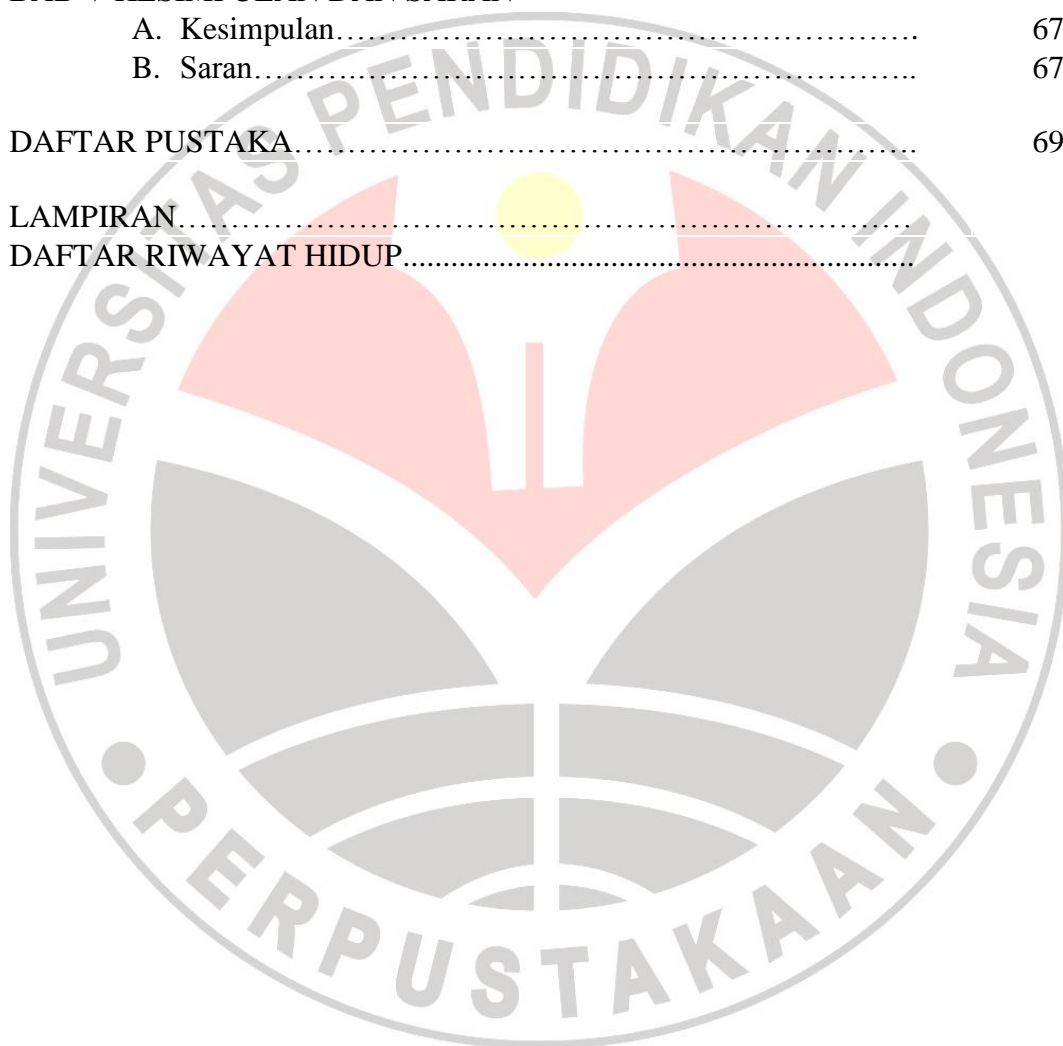 A. Kesimpulan……………………………………………………. 67
B. Saran………………………………………………………….. 67
DAFTAR PUSTAKA………………………………………………………. 69
LAMPIRAN…………………………………………………………………
DAFTAR RIWAYAT HIDUP....................................................................
UNIVERSITAS PENDIDIKAN INDONESIA
PERPUSTAKAAN